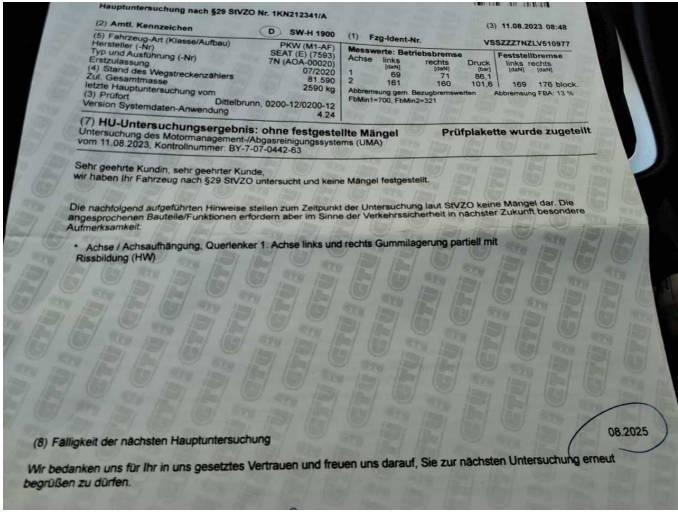 Hauptuntersuchung nach §29 StVZO Nr. 1KN212341/A
(3) 11.08.2023 08:48
(2) Amtl. Kennzeichen D SW-H 1900
(1) Fzg-Ident-Nr. VSSZZZ7NZLV510977
(5) Fahrzeug-Art (Klasse/Aufbau) PKW (M1-AF)
Hersteller (-Nr) SEAT (E) (7593)
Typ und Ausführung (-Nr) 7N (AOA-00020)
Erstzulassung 07/2020
(4) Stand des Wegstreckenzählers 81.590
Zul. Gesamtmasse 2590 kg
letzte Hauptuntersuchung vom
(3) Prüfort Dittelbrunn, 0200-12/0200-12
Version Systemdaten-Anwendung 4.24
Messwerte: Betriebsbremse Feststellbremse
Achse links rechts Druck links rechts
[daN] [daN] [bar] [daN] [daN]
1 69 71 86,1
2 161 160 101,6 169 176 block.
Abbremsung gem. Bezugbremswerten Abbremsung FBA: 13 %
FbMin1=700, FbMin2=321
(7) HU-Untersuchungsergebnis: ohne festgestellte Mängel Prüfplakette wurde zugeteilt
Untersuchung des Motormanagement-/Abgasreinigungssystems (UMA)
vom 11.08.2023, Kontrollnummer: BY-7-07-0442-63
Sehr geehrte Kundin, sehr geehrter Kunde,
wir haben Ihr Fahrzeug nach §29 StVZO untersucht und keine Mängel festgestellt.
Die nachfolgend aufgeführten Hinweise stellen zum Zeitpunkt der Untersuchung laut StVZO keine Mängel dar. Die
angesprochenen Bauteile/Funktionen erfordern aber im Sinne der Verkehrssicherheit in nächster Zukunft besondere
Aufmerksamkeit:
* Achse / Achsaufhängung, Querlenker 1. Achse links und rechts Gummilagerung partiell mit
Rissbildung (HW)
GTÜ
(8) Fälligkeit der nächsten Hauptuntersuchung 08.2025
Wir bedanken uns für Ihr in uns gesetztes Vertrauen und freuen uns darauf, Sie zur nächsten Untersuchung erneut
begrüßen zu dürfen.